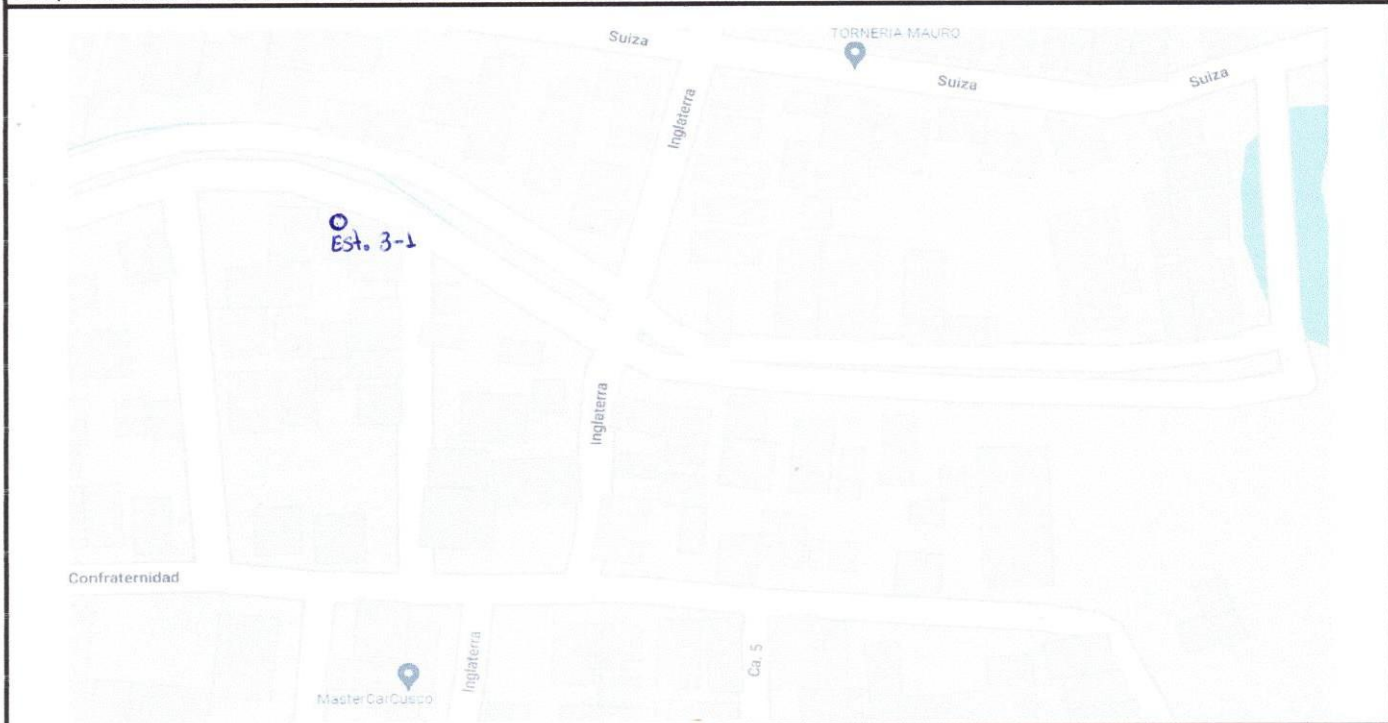 Suiza
TORNERIA MAURO
Suiza
Suiza
Inglaterra
Est. 3-1
Inglaterra
Confraternidad
Inglaterra
Ca. 5
MasterCarCusco